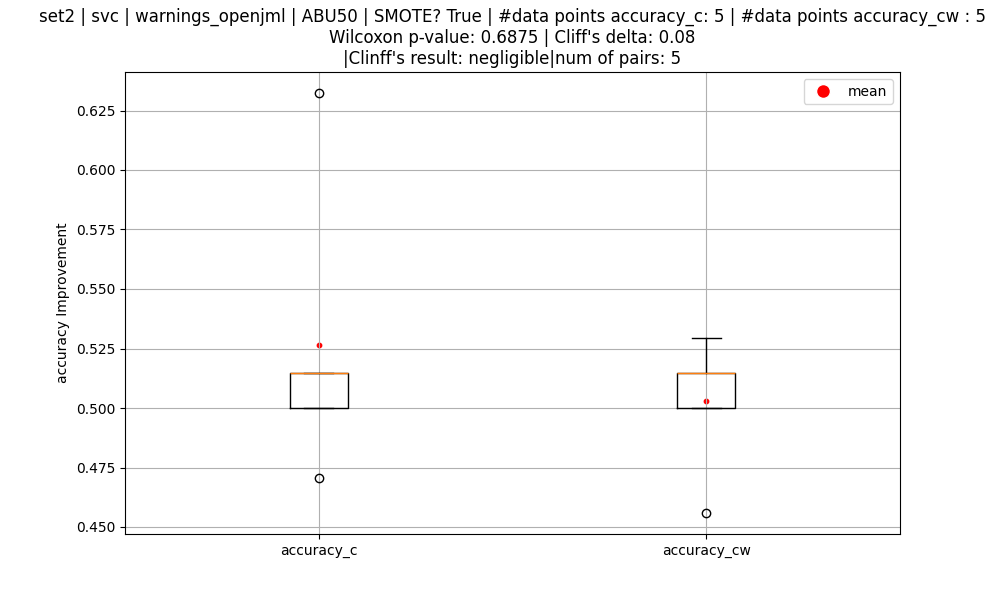 set2 | svc | warnings_openjml | ABU50 | SMOTE? True | #data points accuracy_c: 5 | #data points accuracy_cw : 5
Wilcoxon p-value: 0.6875 | Cliff's delta: 0.08
|Clinff's result: negligible|num of pairs: 5
mean
0.625
0.600
0.575
0.550
0.525
0.500
0.475
0.450
accuracy Improvement
accuracy_c
accuracy_cw